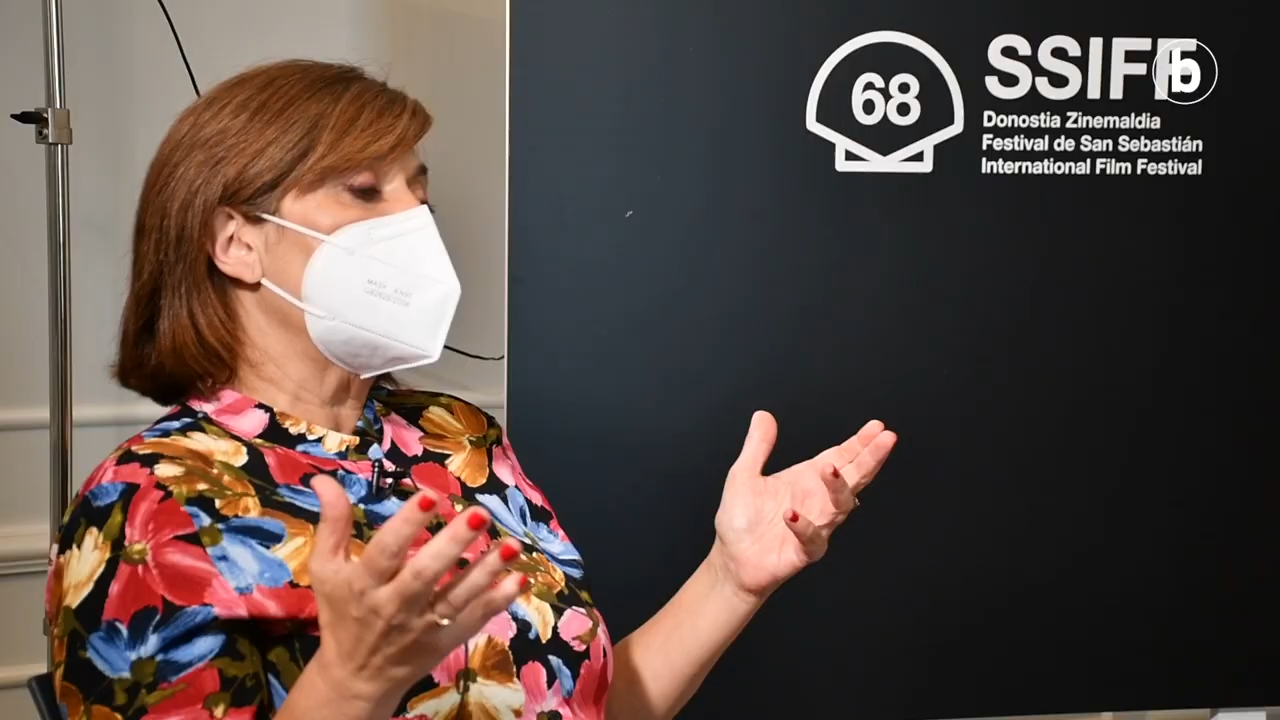 68
SSIFF
b
Donostia Zinemaldia
Festival de San Sebastián
International Film Festival